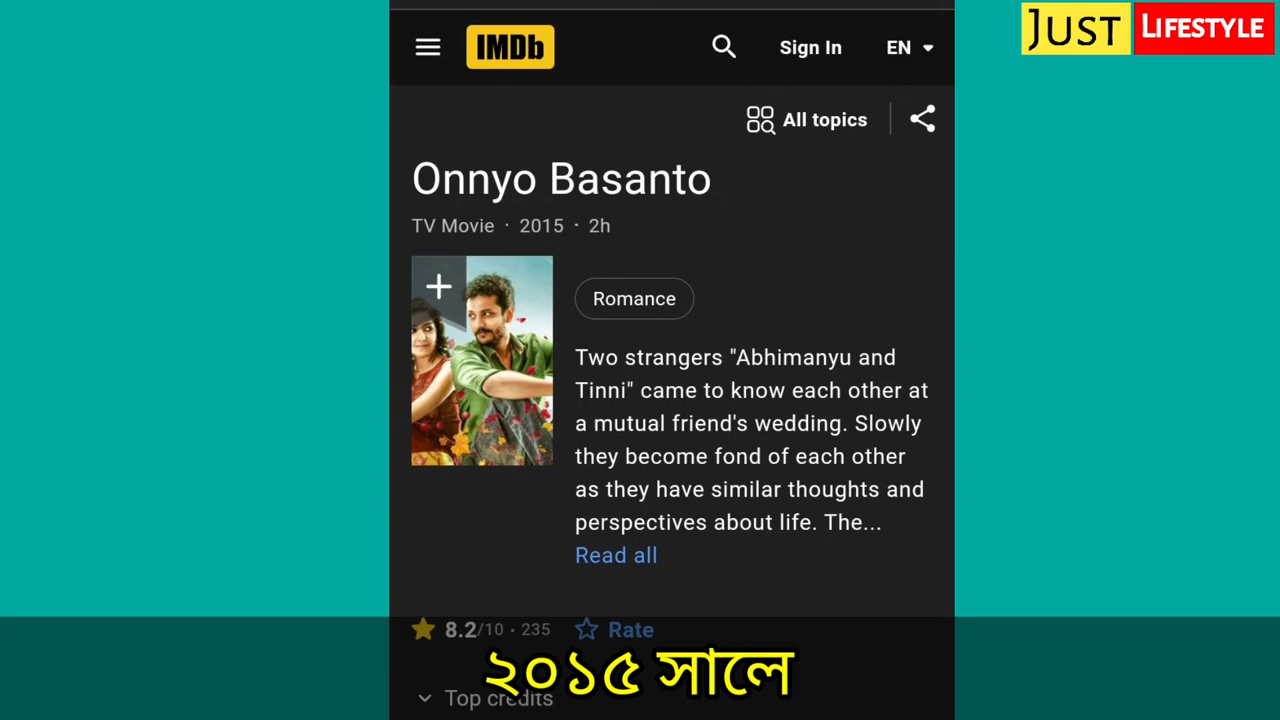 JUST LIFESTYLE
IMDb Sign In EN
All topics
Onnyo Basanto
TV Movie · 2015 · 2h
Romance
Two strangers "Abhimanyu and
Tinni" came to know each other at
a mutual friend's wedding. Slowly
they become fond of each other
as they have similar thoughts and
perspectives about life. The...
Read all
8.2/10 · 235 Rate
২০১৫ সালে
Top credits